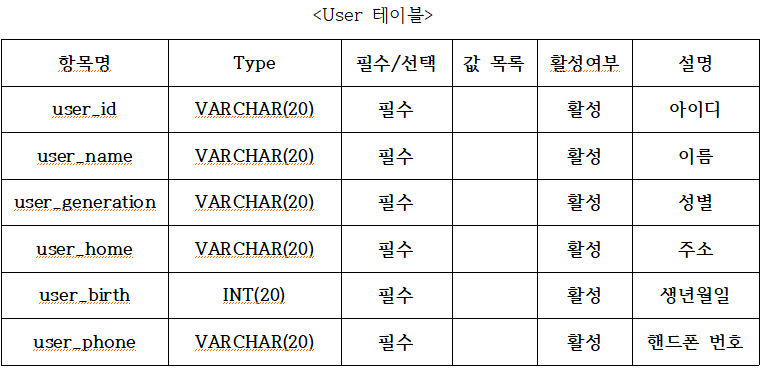 <User 테이블>
항목명 Type 필수/선택 값 목록 활성여부 설명
user_id VARCHAR(20) 필수 활성 아이디
user_name VARCHAR(20) 필수 활성 이름
user_generation VARCHAR(20) 필수 활성 성별
user_home VARCHAR(20) 필수 활성 주소
user_birth INT(20) 필수 활성 생년월일
user_phone VARCHAR(20) 필수 활성 핸드폰 번호